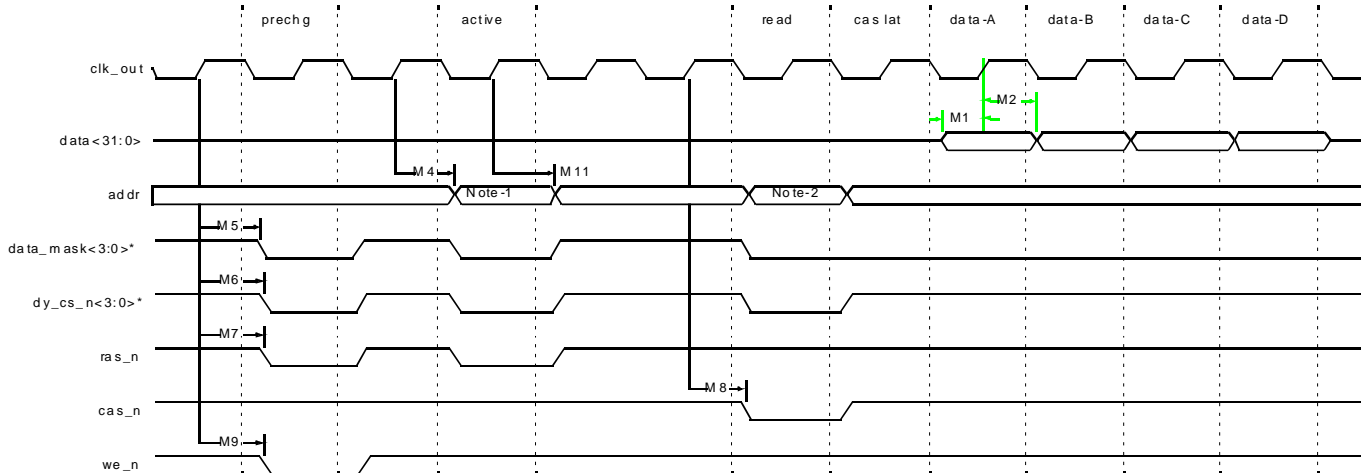 prechg active read cas lat data-A data-B data-C data-D
clk_out
M2
M1
data<31:0>
M4 M11
addr Note-1 Note-2
M5
data_mask<3:0>*
M6
dy_cs_n<3:0>*
M7
ras_n
M8
cas_n
M9
we_n